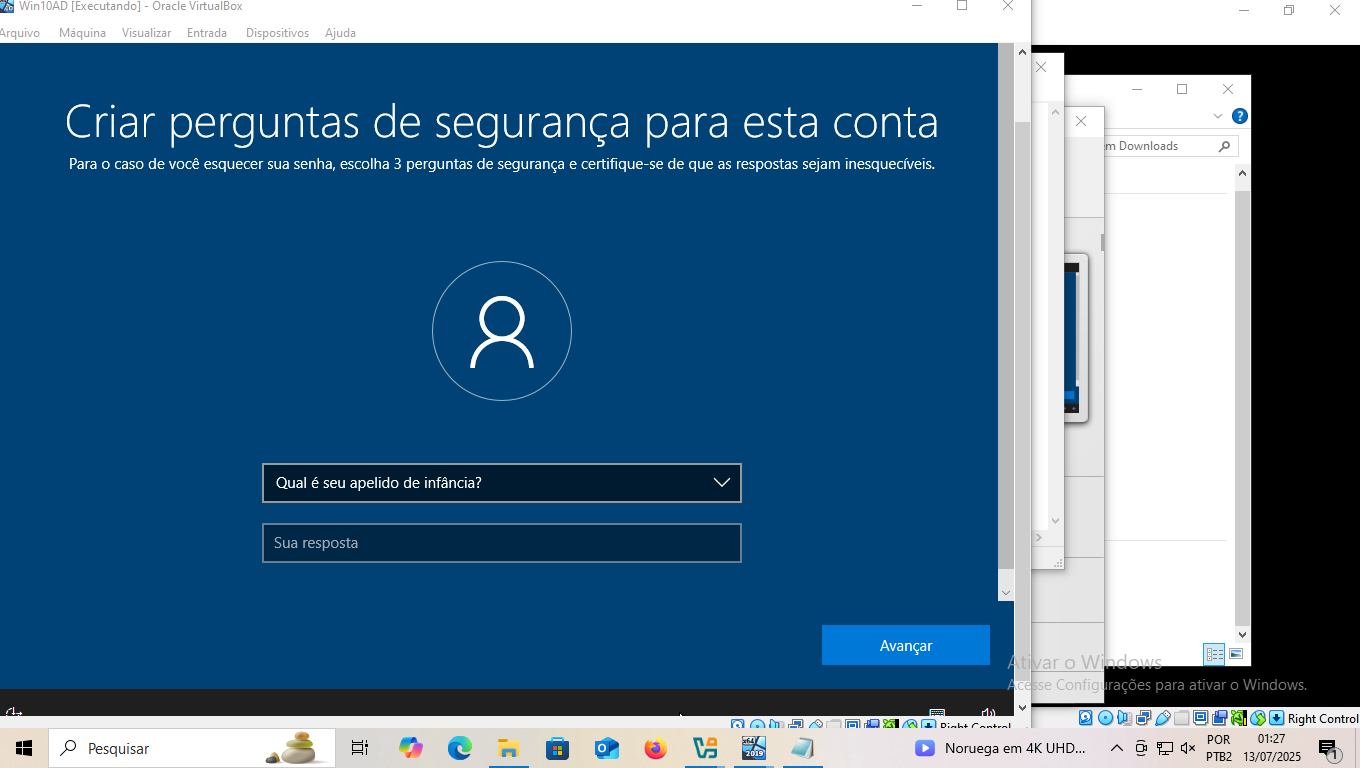 Win10AD [Executando] - Oracle VirtualBox
Arquivo Máquina Visualizar Entrada Dispositivos Ajuda
Criar perguntas de segurança para esta conta
Para o caso de você esquecer sua senha, escolha 3 perguntas de segurança e certifique-se de que as respostas sejam inesquecíveis.
em Downloads
Qual é seu apelido de infância?
Sua resposta
Avançar
Ativar o Windows
Acesse Configurações para ativar o Windows.
Right Control
Right Control
Pesquisar
x64
2019
Noruega em 4K UHD...
POR
PTB2
01:27
13/07/2025
1